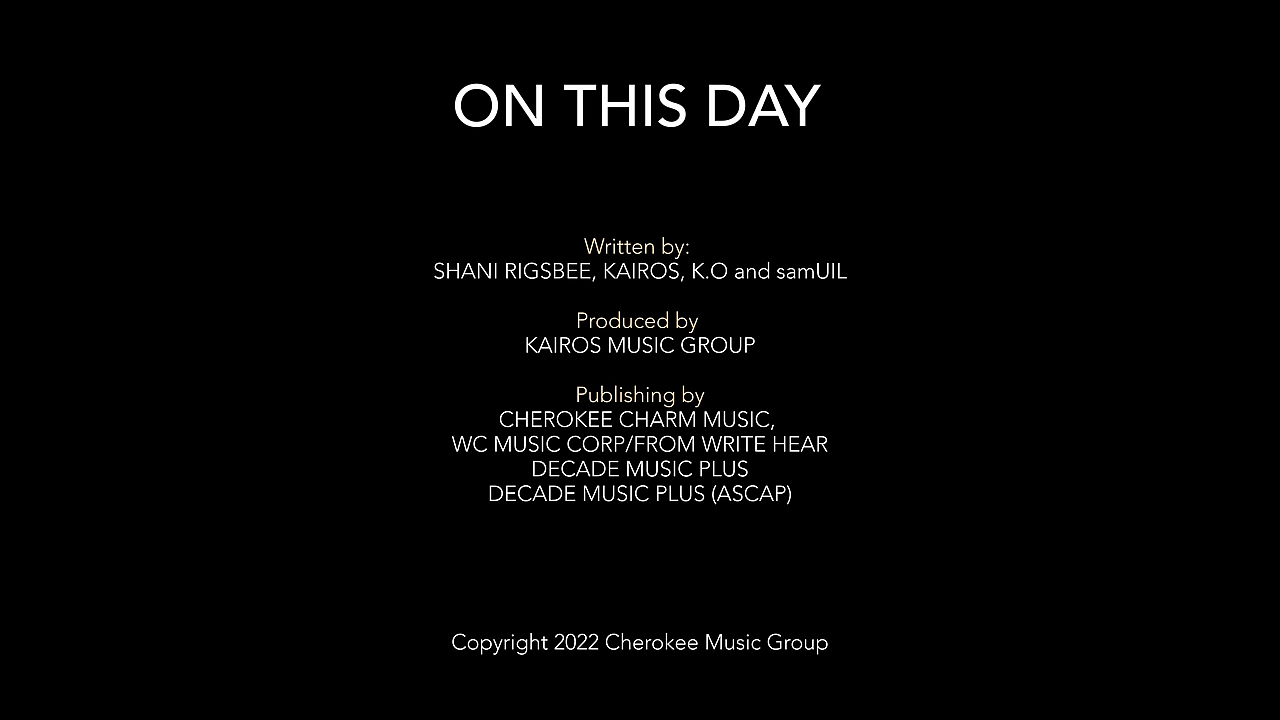 ON THIS DAY
Written by:
SHANI RIGSBEE, KAIROS, K.O and samUIL
Produced by
KAIROS MUSIC GROUP
Publishing by
CHEROKEE CHARM MUSIC,
WC MUSIC CORP/FROM WRITE HEAR
DECADE MUSIC PLUS
DECADE MUSIC PLUS (ASCAP)
Copyright 2022 Cherokee Music Group